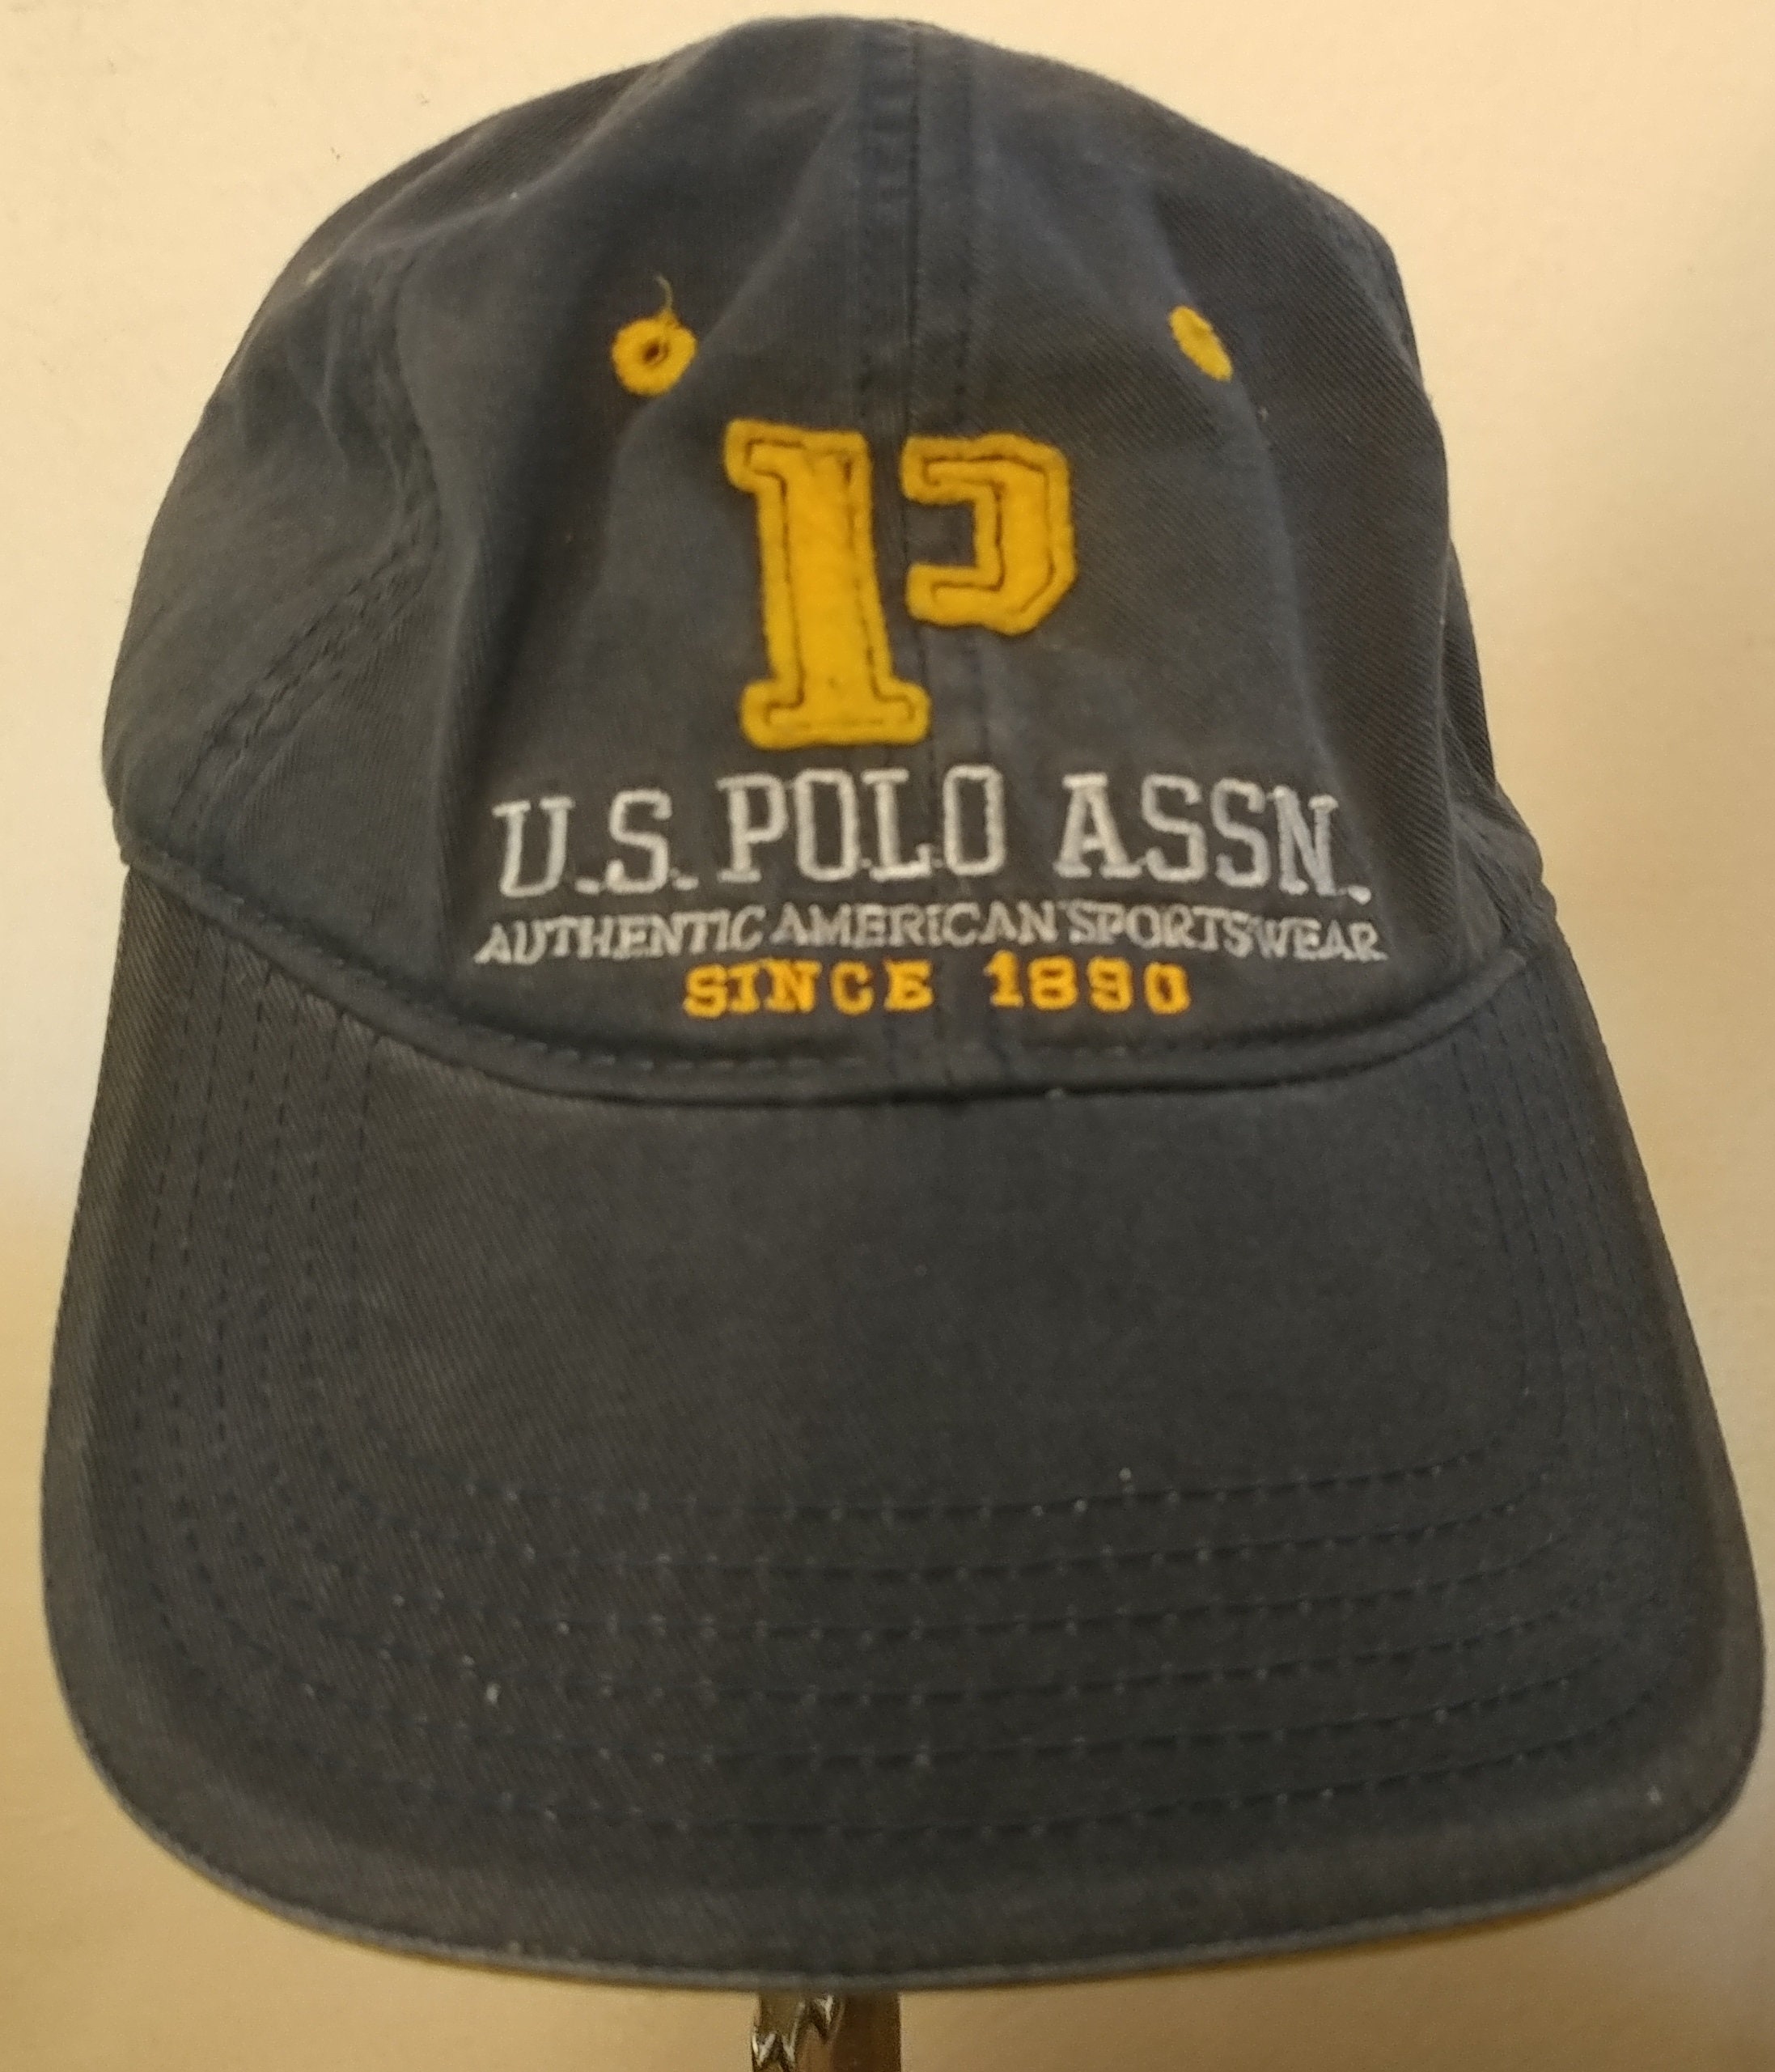 P
U.S. POLO ASSN.
AUTHENTIC AMERICAN SPORTSWEAR
SINCE 1890